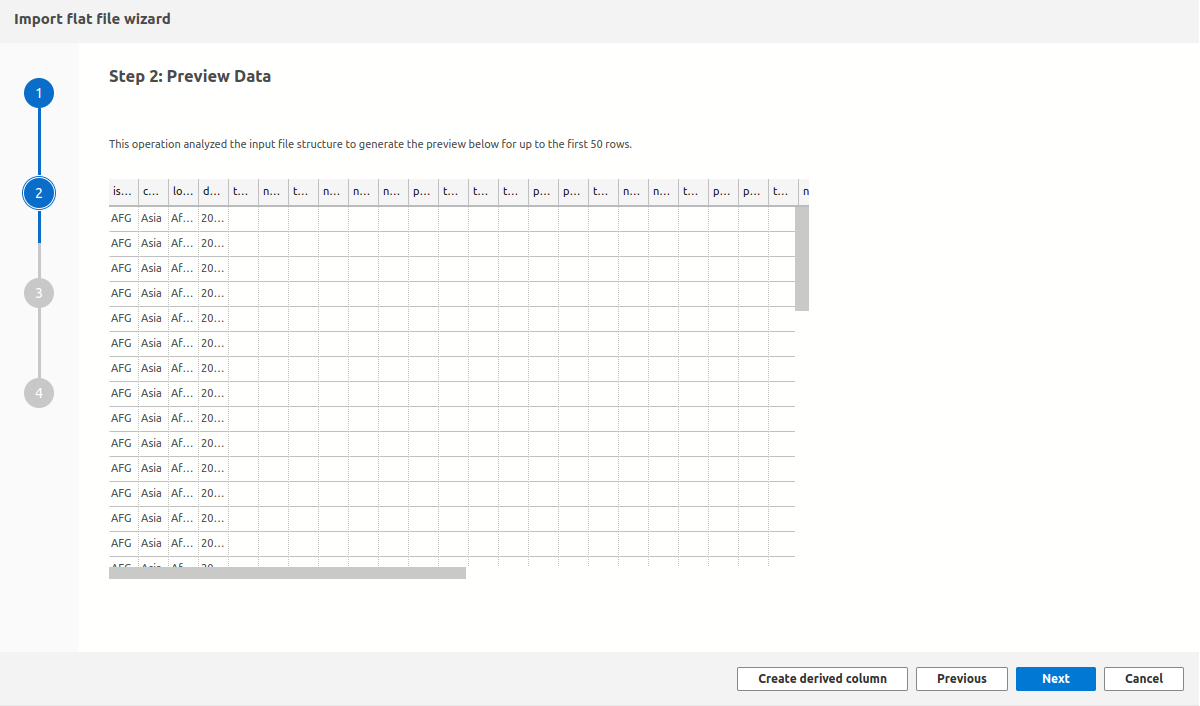 Import flat file wizard
1
Step 2: Preview Data
This operation analyzed the input file structure to generate the preview below for up to the first 50 rows.
is... c... lo... d... t... n... t... n... n... n... p... t... t... t... p... p... t... n... n... t... p... p... t... n
2
AFG Asia Af... 20...
AFG Asia Af... 20...
AFG Asia Af... 20...
AFG Asia Af... 20...
3
AFG Asia Af... 20...
AFG Asia Af... 20...
AFG Asia Af... 20...
AFG Asia Af... 20...
4
AFG Asia Af... 20...
AFG Asia Af... 20...
AFG Asia Af... 20...
AFG Asia Af... 20...
AFG Asia Af... 20...
AFG Asia Af... 20...
AFG Asia Af... 20
Create derived column Previous Next Cancel